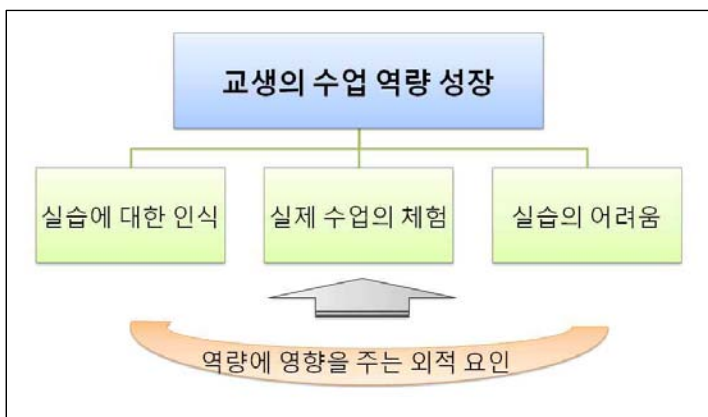 교생의 수업 역량 성장
실습에 대한 인식
실제 수업의 체험
실습의 어려움
역량에 영향을 주는 외적 요인